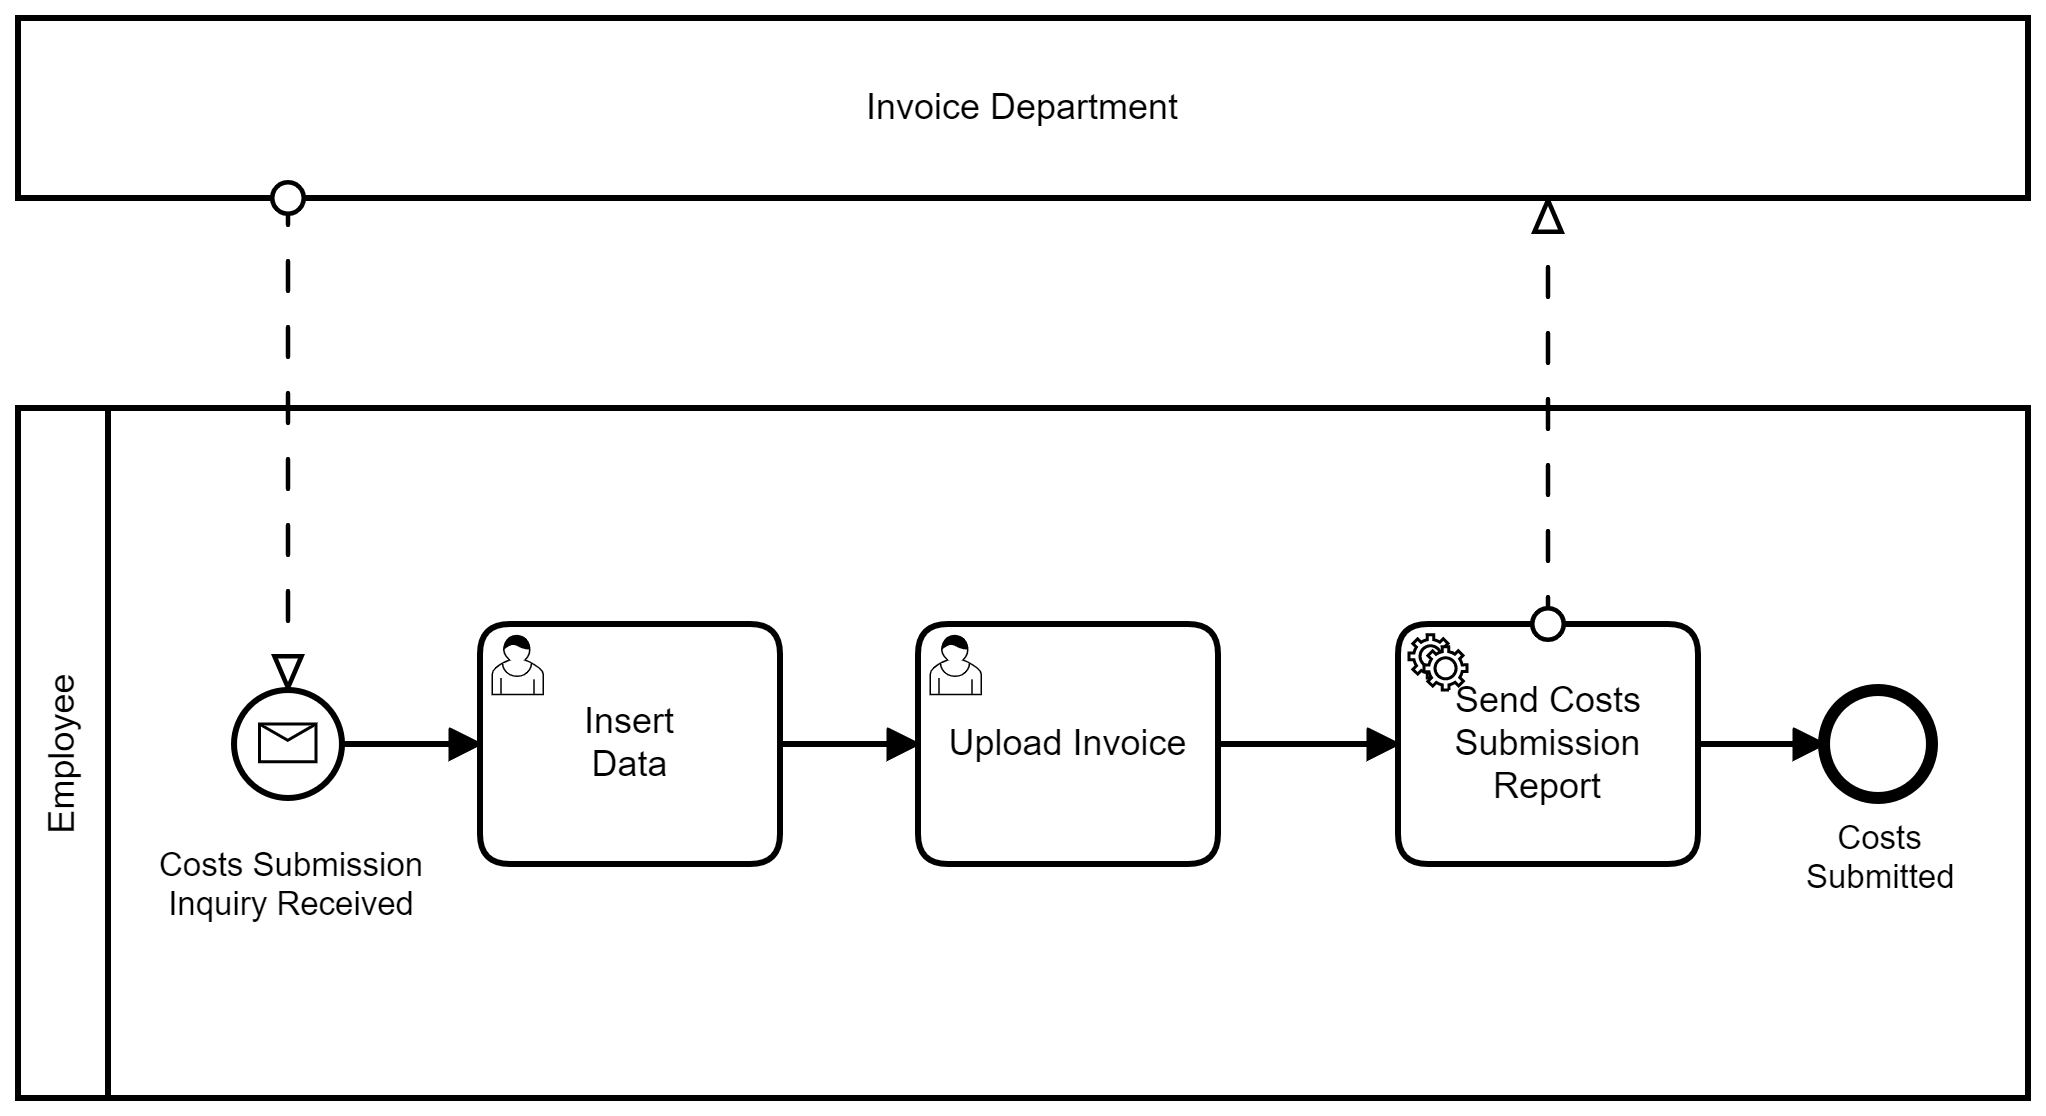 Invoice Department
Employee
Costs Submission
Inquiry Received
Insert
Data
Upload Invoice
Send Costs
Submission
Report
Costs
Submitted